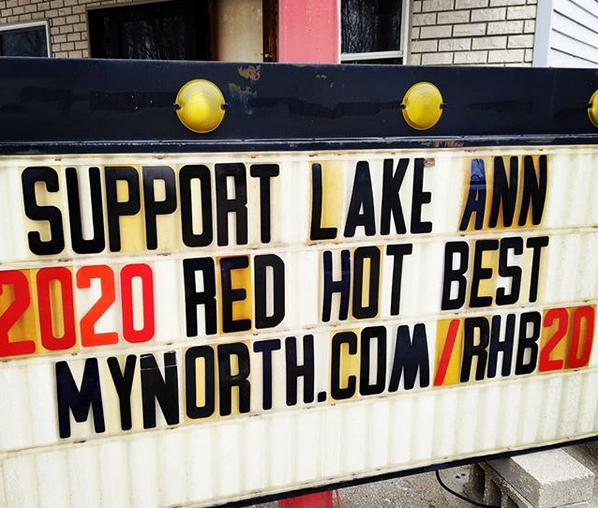 SUPPORT LAKE ANN
2020 RED HOT BEST
MYNORTH.COM/RHB20